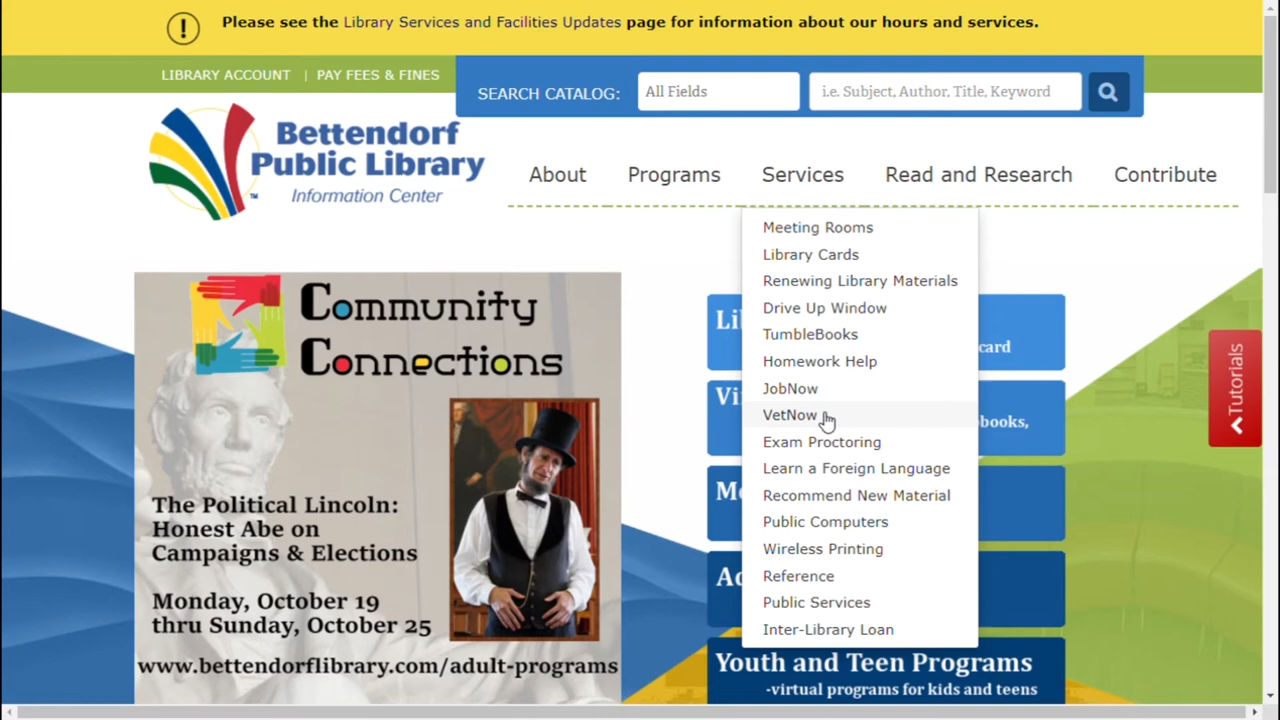 Please see the Library Services and Facilities Updates page for information about our hours and services.
LIBRARY ACCOUNT | PAY FEES & FINES
SEARCH CATALOG: All Fields i.e. Subject, Author, Title, Keyword
Bettendorf
Public Library
Information Center
About Programs Services Read and Research Contribute
Meeting Rooms
Library Cards
Renewing Library Materials
Drive Up Window
TumbleBooks
Homework Help
JobNow
VetNow
Exam Proctoring
Learn a Foreign Language
Recommend New Material
Public Computers
Wireless Printing
Reference
Public Services
Inter-Library Loan
Community
Connections
The Political Lincoln:
Honest Abe on
Campaigns & Elections
Monday, October 19
thru Sunday, October 25
www.bettendorflibrary.com/adult-programs
card
Youth and Teen Programs
-virtual programs for kids and teens
Tutorials